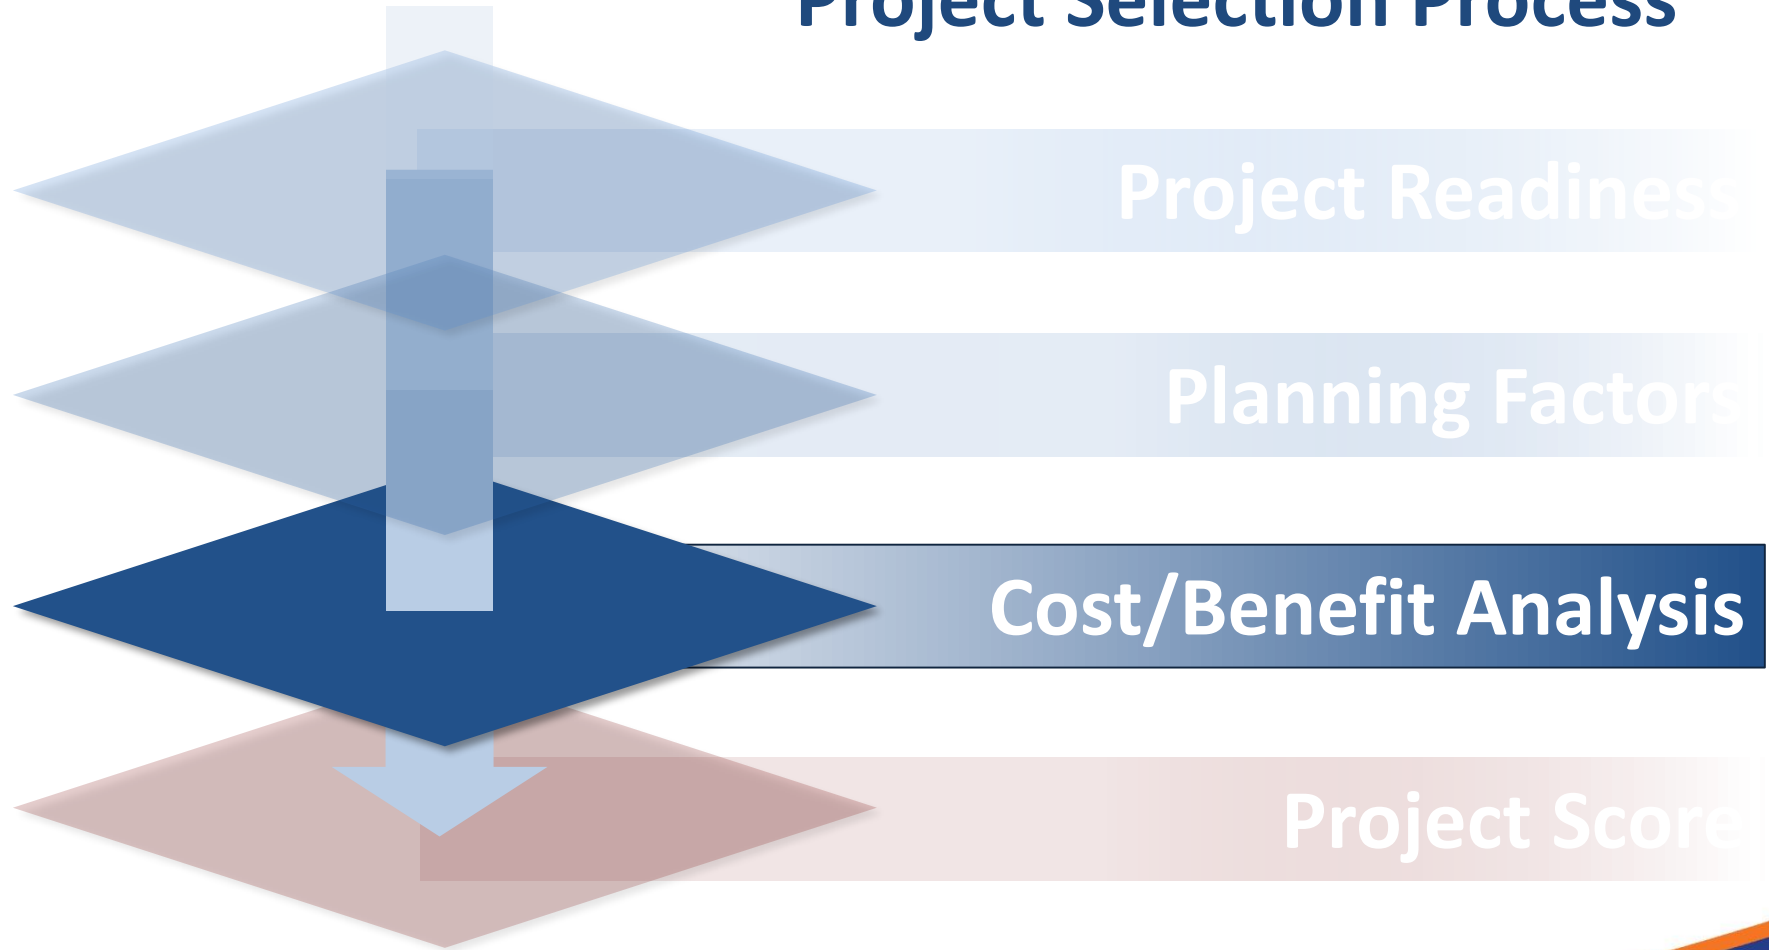 Project Selection Process
Project Readiness
Planning Factors
Cost/Benefit Analysis
Project Score